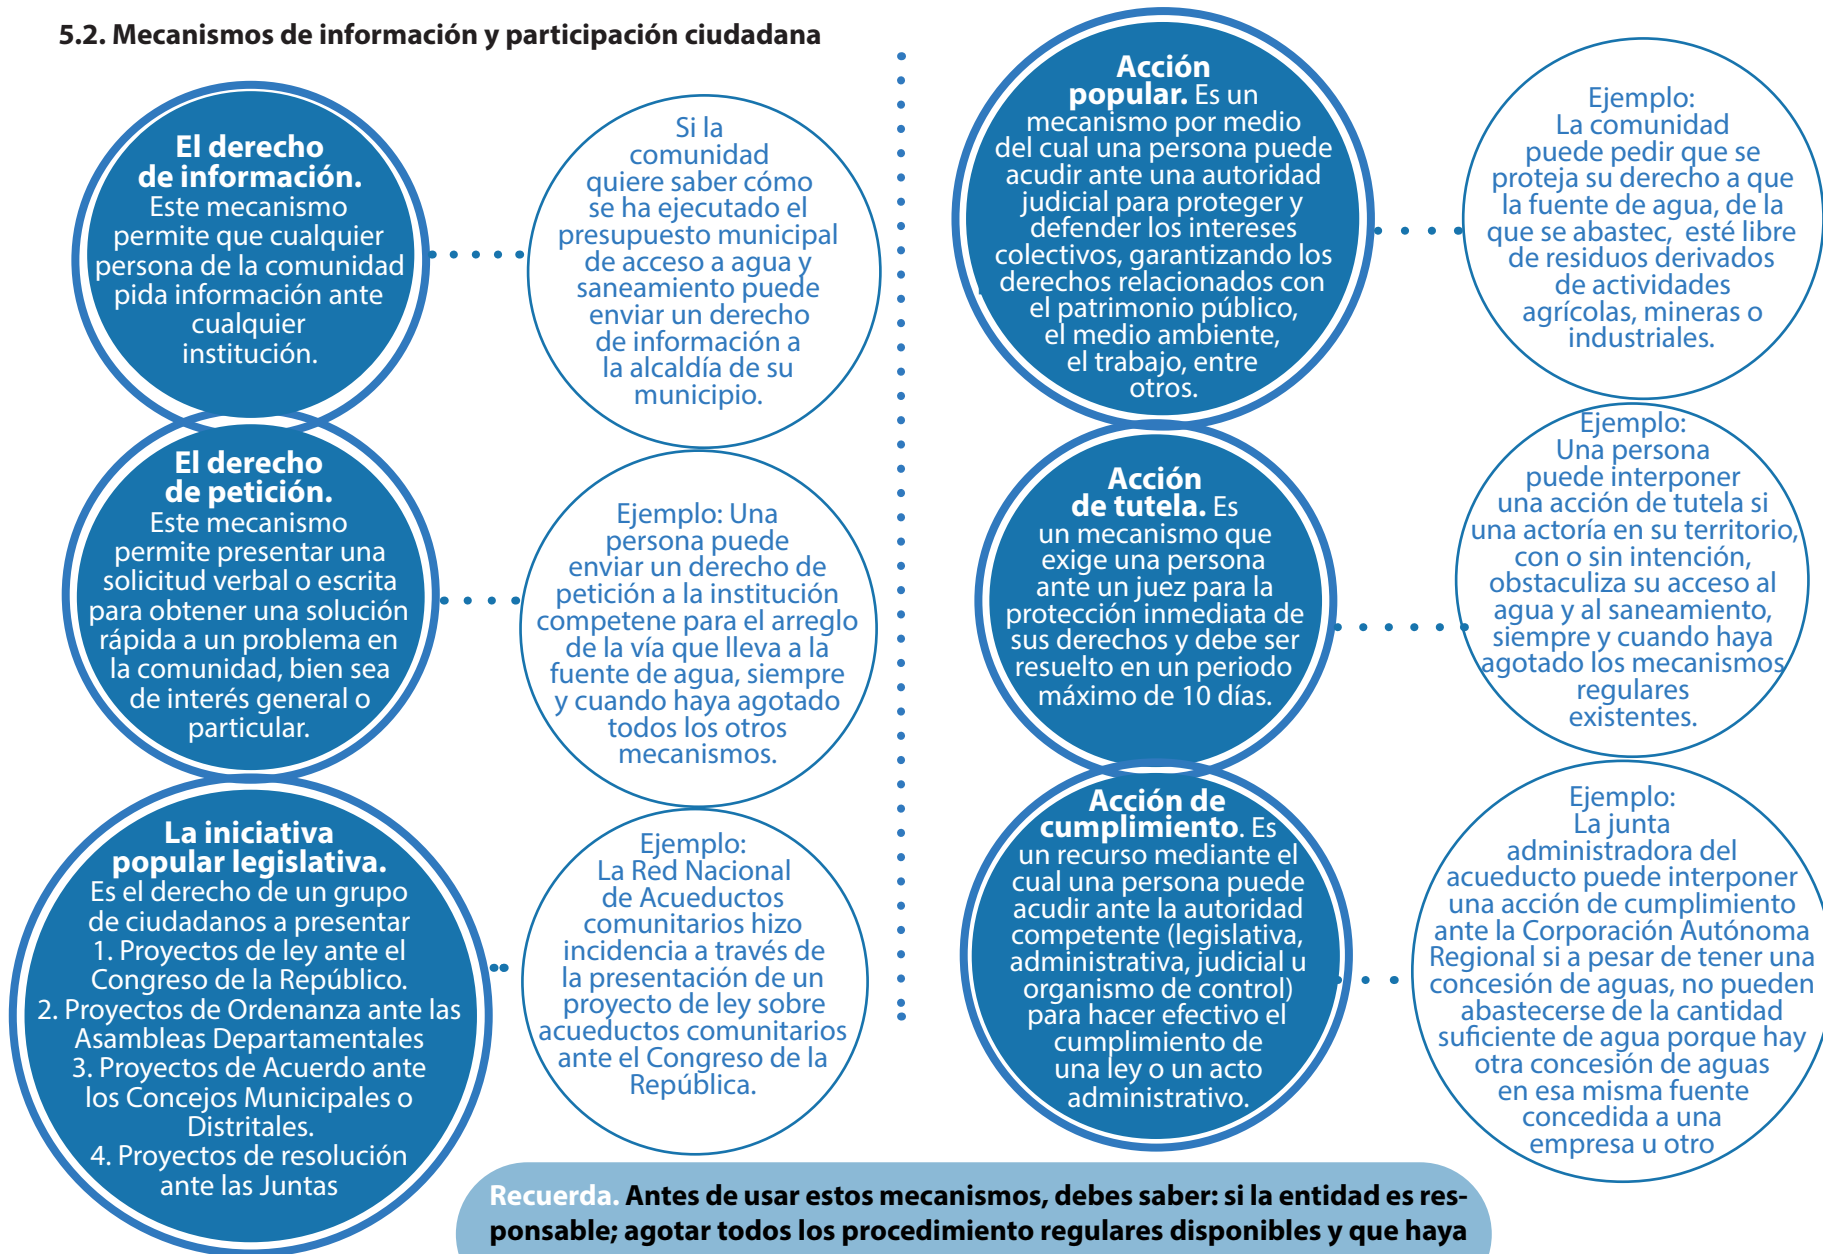 5.2. Mecanismos de información y participación ciudadana
El derecho
de información.
Este mecanismo
permite que cualquier
persona de la comunidad
pida información ante
cualquier
institución.
Si la
comunidad
quiere saber cómo
se ha ejecutado el
presupuesto municipal
de acceso a agua y
saneamiento puede
enviar un derecho
de información a
la alcaldía de su
municipio.
El derecho
de petición.
Este mecanismo
permite presentar una
solicitud verbal o escrita
para obtener una solución
rápida a un problema en
la comunidad, bien sea
de interés general o
particular.
Ejemplo: Una
persona puede
enviar un derecho de
petición a la institución
competene para el arreglo
de la vía que lleva a la
fuente de agua, siempre
y cuando haya agotado
todos los otros
mecanismos.
La iniciativa
popular legislativa.
Es el derecho de un grupo
de ciudadanos a presentar
1. Proyectos de ley ante el
Congreso de la Repúblico.
2. Proyectos de Ordenanza ante las
Asambleas Departamentales
3. Proyectos de Acuerdo ante
los Concejos Municipales o
Distritales.
4. Proyectos de resolución
ante las Juntas
Ejemplo:
La Red Nacional
de Acueductos
comunitarios hizo
incidencia a través de
la presentación de un
proyecto de ley sobre
acueductos comunitarios
ante el Congreso de la
República.
Acción
popular. Es un
mecanismo por medio
del cual una persona puede
acudir ante una autoridad
judicial para proteger y
defender los intereses
colectivos, garantizando los
derechos relacionados con
el patrimonio público,
el medio ambiente,
el trabajo, entre
otros.
Ejemplo:
La comunidad
puede pedir que se
proteja su derecho a que
la fuente de agua, de la
que se abastec, esté libre
de residuos derivados
de actividades
agrícolas, mineras o
industriales.
Acción
de tutela. Es
un mecanismo que
exige una persona
ante un juez para la
protección inmediata de
sus derechos y debe ser
resuelto en un periodo
máximo de 10 días.
Ejemplo:
Una persona
puede interponer
una acción de tutela si
una actoría en su territorio,
con o sin intención,
obstaculiza su acceso al
agua y al saneamiento,
siempre y cuando haya
agotado los mecanismos
regulares
existentes.
Acción de
cumplimiento. Es
un recurso mediante el
cual una persona puede
acudir ante la autoridad
competente (legislativa,
administrativa, judicial u
organismo de control)
para hacer efectivo el
cumplimiento de
una ley o un acto
administrativo.
Ejemplo:
La junta
administradora del
acueducto puede interponer
una acción de cumplimiento
ante la Corporación Autónoma
Regional si a pesar de tener una
concesión de aguas, no pueden
abastecerse de la cantidad
suficiente de agua porque hay
otra concesión de aguas
en esa misma fuente
concedida a una
empresa u otro
Recuerda. Antes de usar estos mecanismos, debes saber: si la entidad es res-
ponsable; agotar todos los procedimiento regulares disponibles y que haya